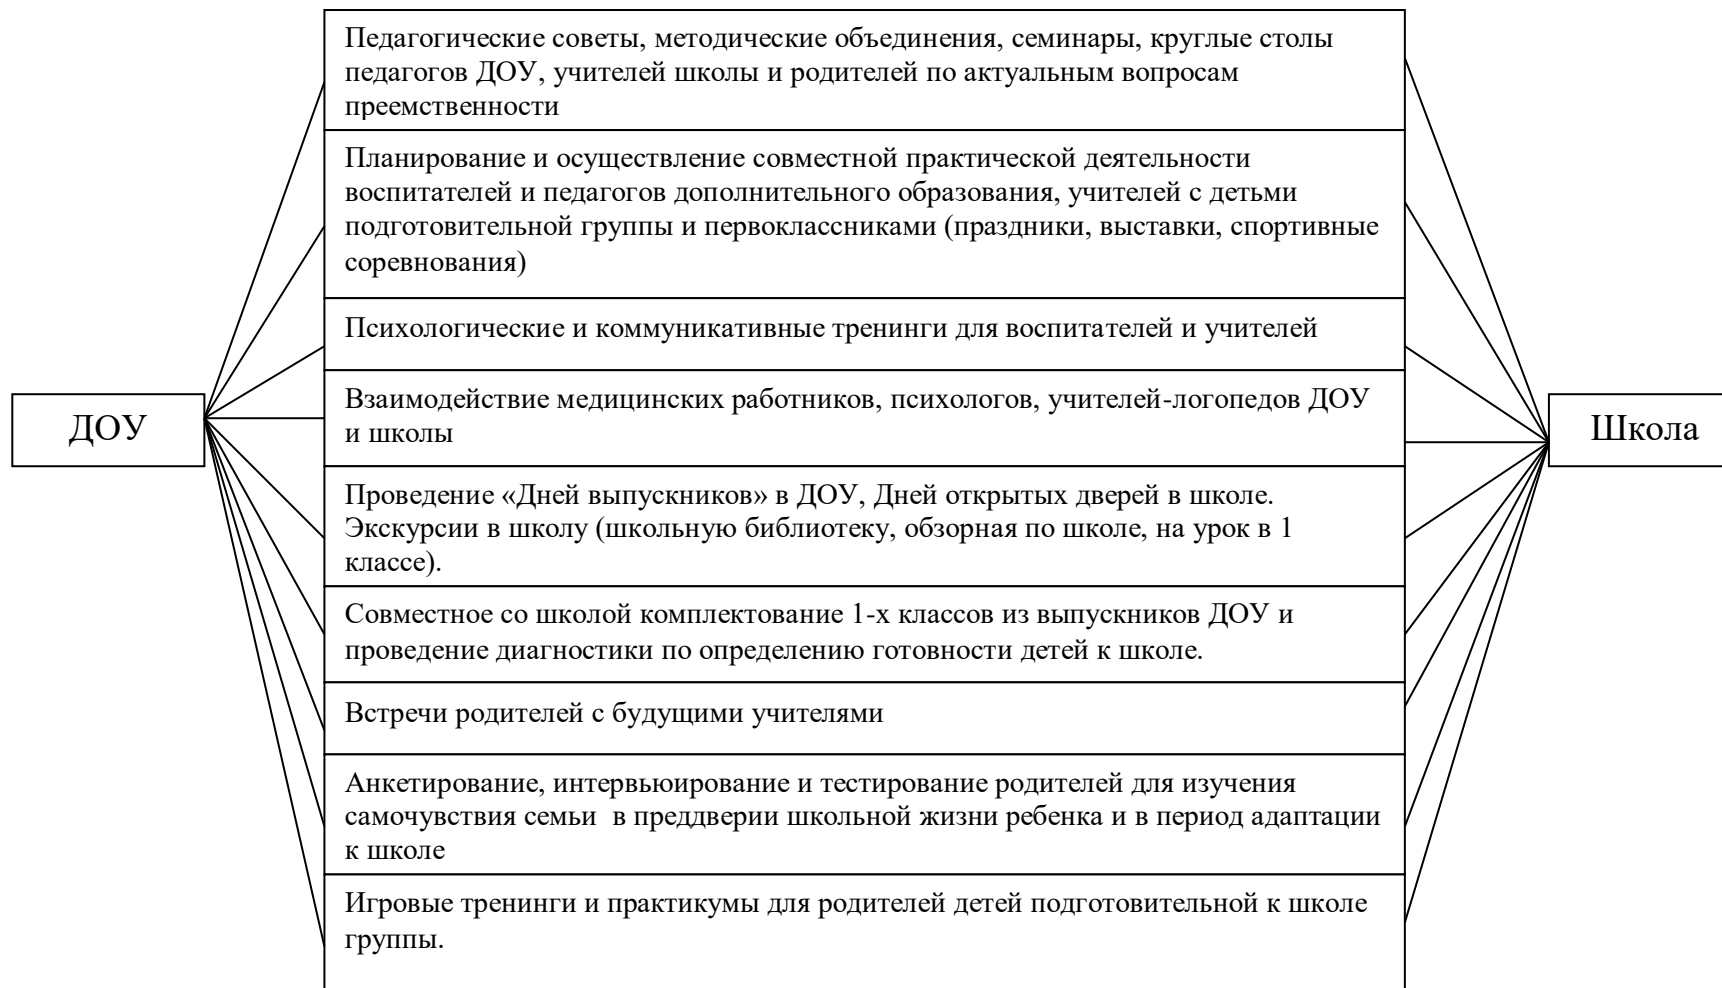 Педагогические советы, методические объединения, семинары, круглые столы
педагогов ДОУ, учителей школы и родителей по актуальным вопросам
преемственности
Планирование и осуществление совместной практической деятельности
воспитателей и педагогов дополнительного образования, учителей с детьми
подготовительной группы и первоклассниками (праздники, выставки, спортивные
соревнования)
Психологические и коммуникативные тренинги для воспитателей и учителей
ДОУ
Взаимодействие медицинских работников, психологов, учителей-логопедов ДОУ
и школы
Школа
Проведение «Дней выпускников» в ДОУ, Дней открытых дверей в школе.
Экскурсии в школу (школьную библиотеку, обзорная по школе, на урок в 1
классе).
Совместное со школой комплектование 1-х классов из выпускников ДОУ и
проведение диагностики по определению готовности детей к школе.
Встречи родителей с будущими учителями
Анкетирование, интервьюирование и тестирование родителей для изучения
самочувствия семьи  в преддверии школьной жизни ребенка и в период адаптации
к школе
Игровые тренинги и практикумы для родителей детей подготовительной к школе
группы.